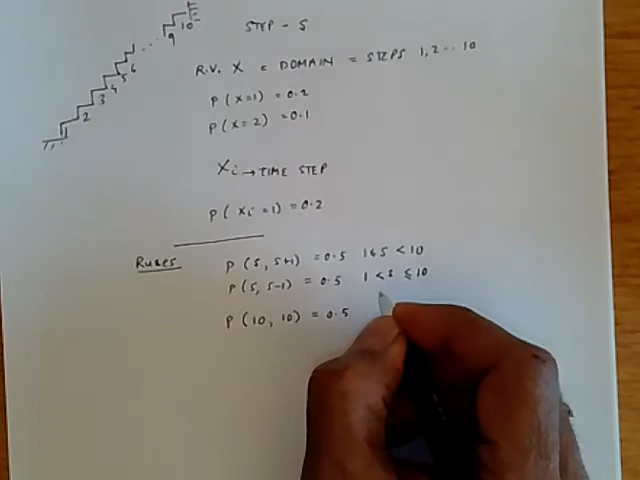 STEP - S
10
9
6
5
4
3
2
R.V. X ∈ DOMAIN = STEPS 1, 2 .. 10
P(X=1) = 0.2
P(X=2) = 0.1
Xi → TIME STEP
P(Xi = 1) = 0.2
RULES
P(S, S+1) = 0.5 1≤S <10
P(S, S-1) = 0.5 1 < S ≤ 10
P(10, 10) = 0.5